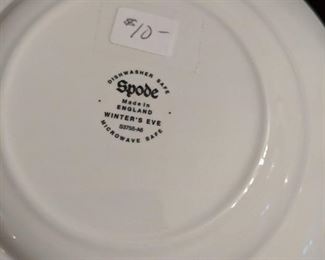 $10-
DISHWASHER SAFE
Spode
Made in
ENGLAND
WINTER'S EVE
S3755-A6
MICROWAVE SAFE